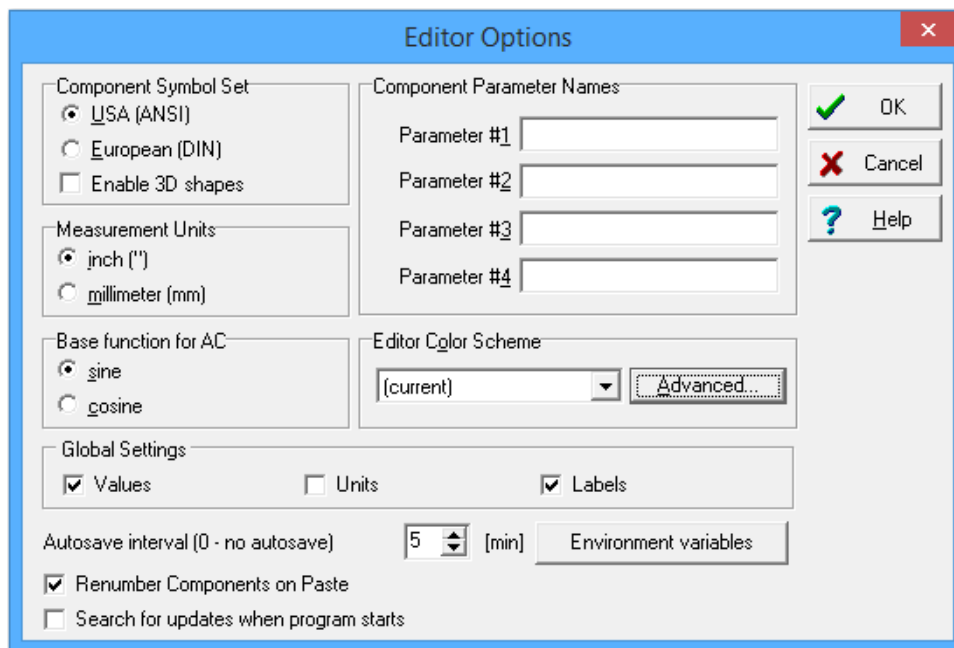 Editor Options
Component Symbol Set
USA (ANSI)
European (DIN)
Enable 3D shapes
Measurement Units
inch (")
millimeter (mm)
Base function for AC
sine
cosine
Component Parameter Names
Parameter #1
Parameter #2
Parameter #3
Parameter #4
Editor Color Scheme
(current)
Advanced...
OK
Cancel
Help
Global Settings
Values Units Labels
Autosave interval (0 - no autosave) 5 [min] Environment variables
Renumber Components on Paste
Search for updates when program starts